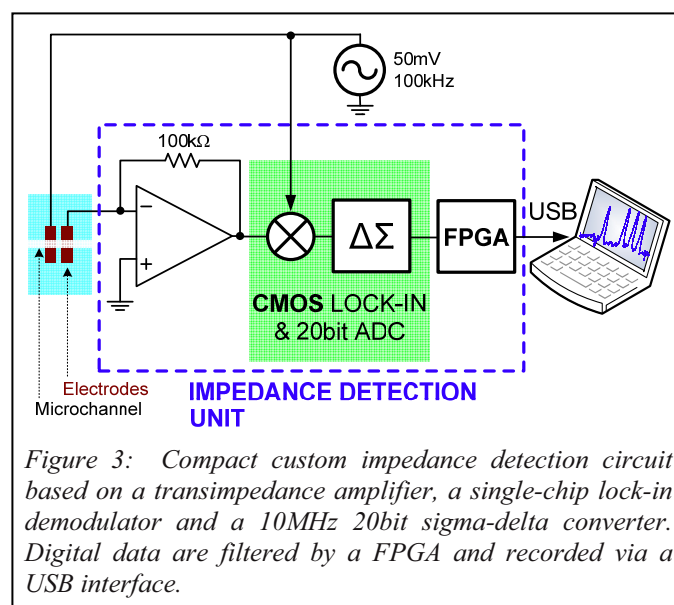 50mV
100kHz
100kΩ
−
+
ΔΣ
FPGA
USB
CMOS LOCK-IN
& 20bit ADC
Electrodes
Microchannel
IMPEDANCE DETECTION
UNIT
Figure 3: Compact custom impedance detection circuit
based on a transimpedance amplifier, a single-chip lock-in
demodulator and a 10MHz 20bit sigma-delta converter.
Digital data are filtered by a FPGA and recorded via a
USB interface.